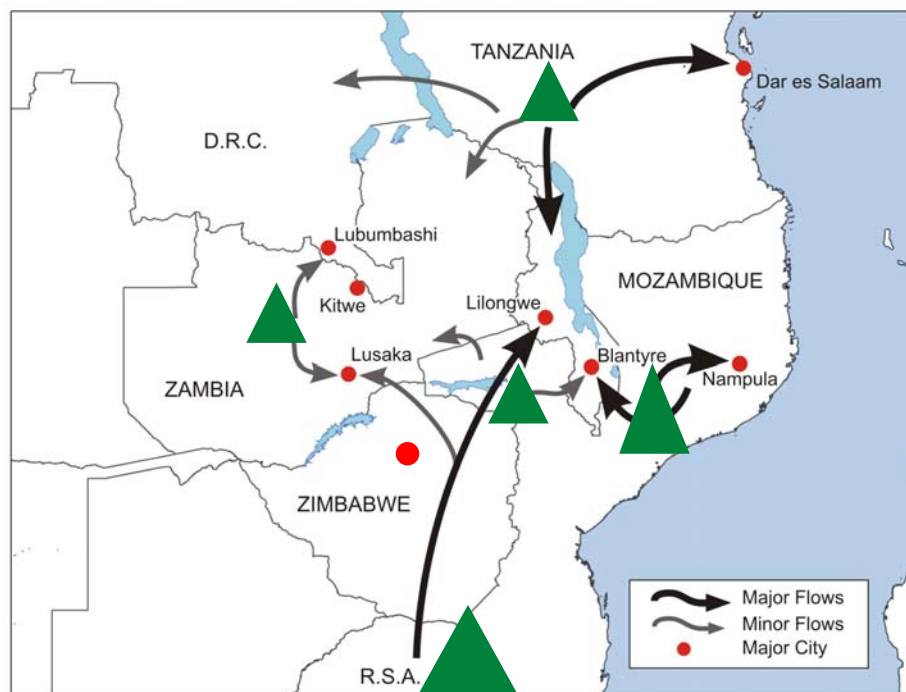 TANZANIA
Dar es Salaam
D.R.C.
Lubumbashi
MOZAMBIQUE
Kitwe
Lilongwe
Blantyre
Lusaka
Nampula
ZAMBIA
ZIMBABWE
Major Flows
Minor Flows
Major City
R.S.A.